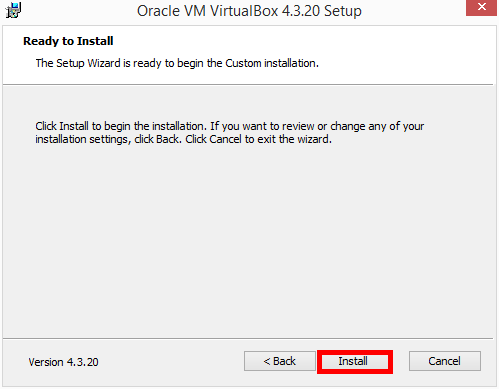 Oracle VM VirtualBox 4.3.20 Setup
Ready to Install
The Setup Wizard is ready to begin the Custom installation.
Click Install to begin the installation. If you want to review or change any of your
installation settings, click Back. Click Cancel to exit the wizard.
Version 4.3.20
< Back
Install
Cancel